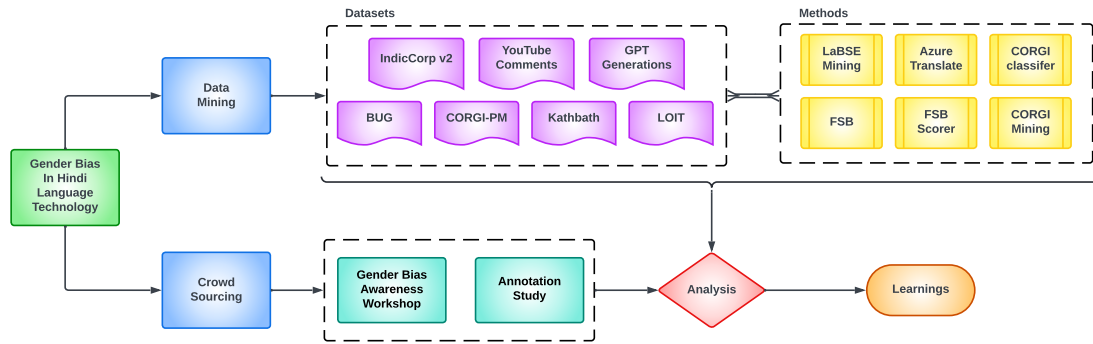 Datasets
Methods
IndicCorp v2
YouTube
Comments
GPT
Generations
LaBSE
Mining
Azure
Translate
CORGI
classifer
Data
Mining
BUG
CORGI-PM
Kathbath
LOIT
FSB
FSB
Scorer
CORGI
Mining
Gender Bias
In Hindi
Language
Technology
Crowd
Sourcing
Gender Bias
Awareness
Workshop
Annotation
Study
Analysis
Learnings